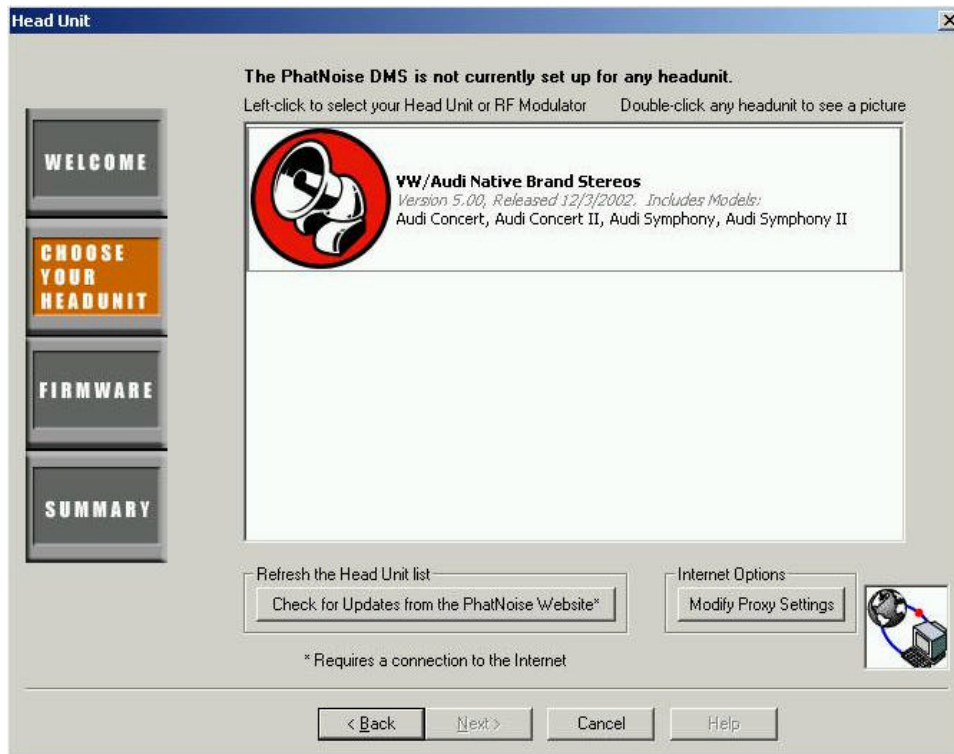 Head Unit
The PhatNoise DMS is not currently set up for any headunit.
Left-click to select your Head Unit or RF Modulator Double-click any headunit to see a picture
WELCOME
CHOOSE
YOUR
HEADUNIT
FIRMWARE
SUMMARY
VW/Audi Native Brand Stereos
Version 5.00, Released 12/3/2002. Includes Models:
Audi Concert, Audi Concert II, Audi Symphony, Audi Symphony II
Refresh the Head Unit list
Check for Updates from the PhatNoise Website*
Internet Options
Modify Proxy Settings
* Requires a connection to the Internet
< Back Next > Cancel Help